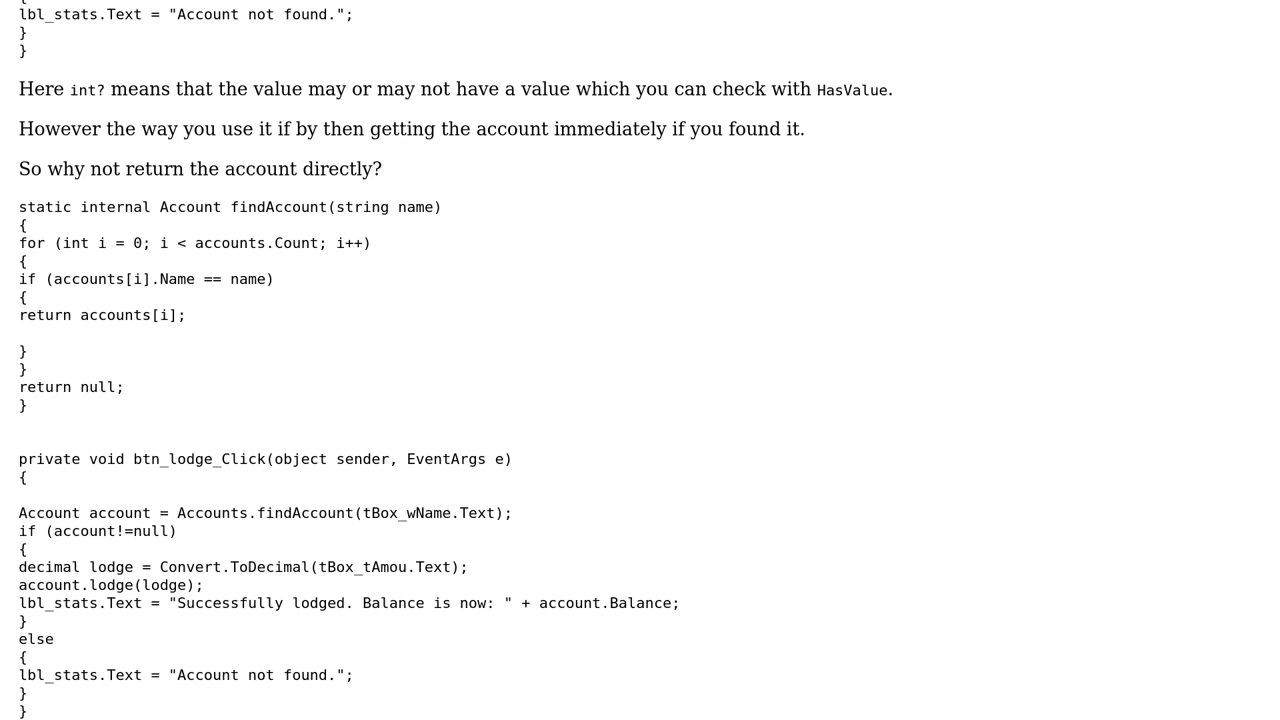 {
lbl_stats.Text = "Account not found.";
}
}
Here int? means that the value may or may not have a value which you can check with HasValue.
However the way you use it if by then getting the account immediately if you found it.
So why not return the account directly?
static internal Account findAccount(string name)
{
for (int i = 0; i < accounts.Count; i++)
{
if (accounts[i].Name == name)
{
return accounts[i];
}
}
return null;
}
private void btn_lodge_Click(object sender, EventArgs e)
{
Account account = Accounts.findAccount(tBox_wName.Text);
if (account!=null)
{
decimal lodge = Convert.ToDecimal(tBox_tAmou.Text);
account.lodge(lodge);
lbl_stats.Text = "Successfully lodged. Balance is now: " + account.Balance;
}
else
{
lbl_stats.Text = "Account not found.";
}
}